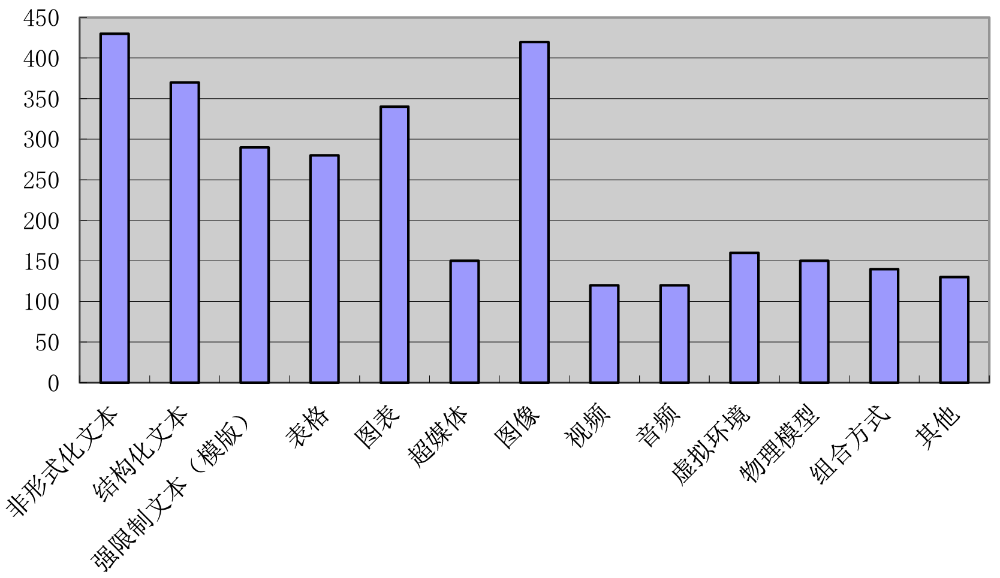 450
400
350
300
250
200
150
100
50
0
非形式化文本
结构化文本
强限制文本（模版）
表格
图表
超媒体
图像
视频
音频
虚拟环境
物理模型
组合方式
其他